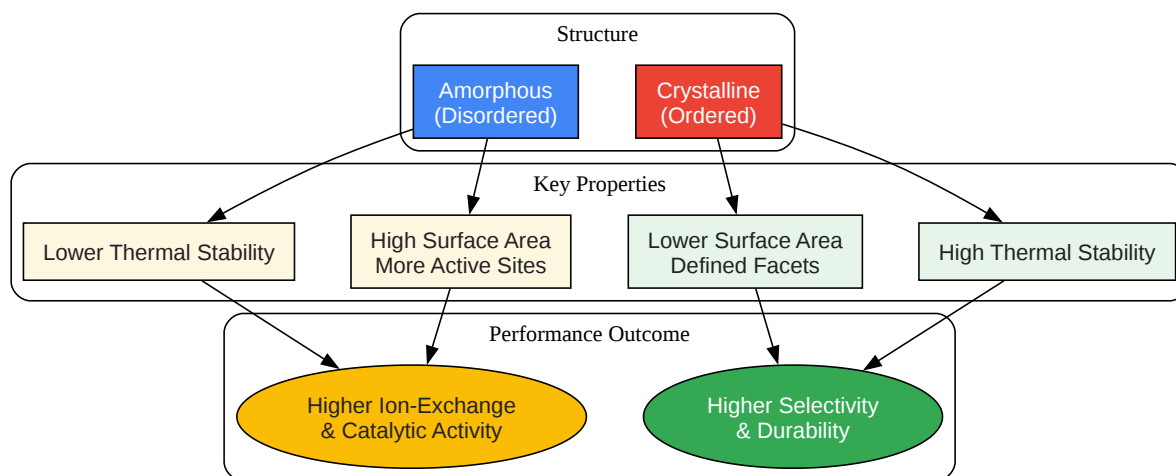 Structure
Amorphous
(Disordered)
Crystalline
(Ordered)
Key Properties
Lower Thermal Stability
High Surface Area
More Active Sites
Lower Surface Area
Defined Facets
High Thermal Stability
Performance Outcome
Higher Ion-Exchange
& Catalytic Activity
Higher Selectivity
& Durability